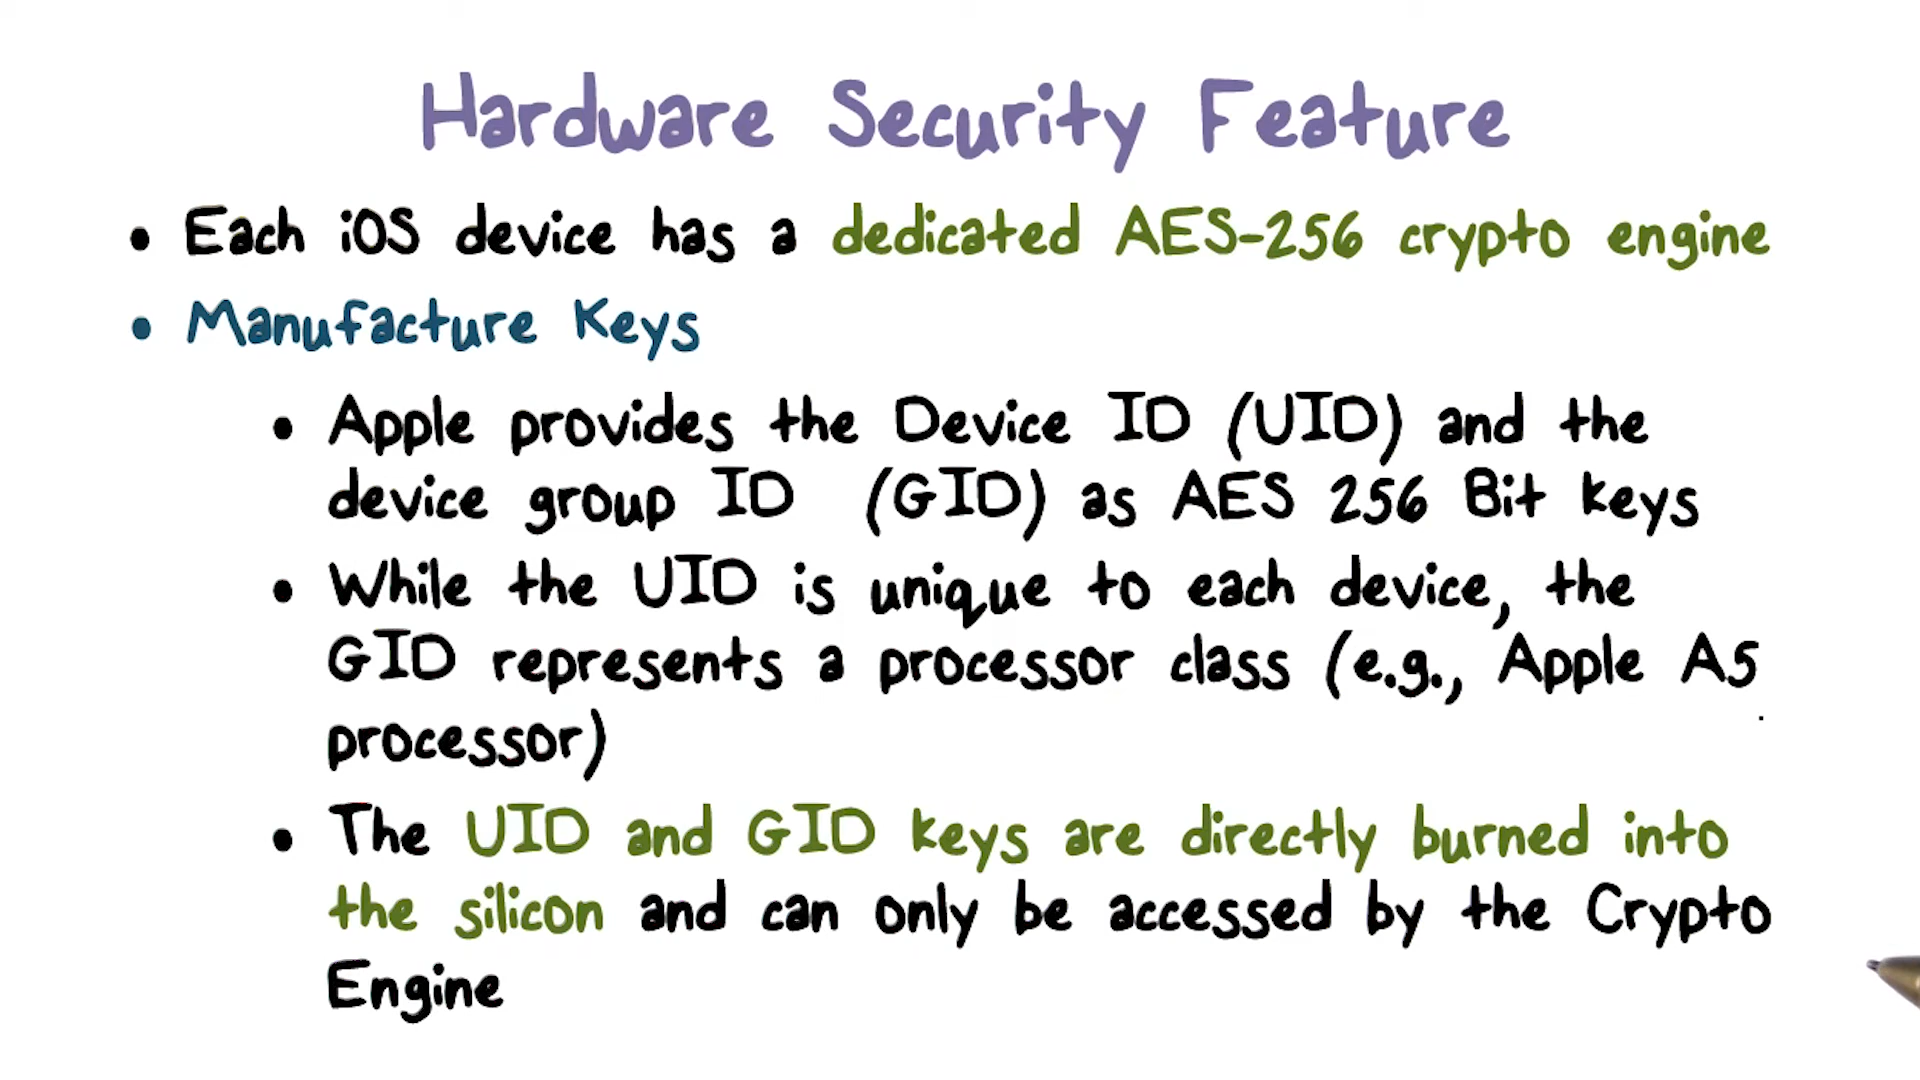 Hardware Security Feature
• Each iOS device has a dedicated AES-256 crypto engine
• Manufacture Keys
• Apple provides the Device ID (UID) and the
device group ID (GID) as AES 256 Bit keys
• While the UID is unique to each device, the
GID represents a processor class (e.g., Apple A5
processor)
• The UID and GID keys are directly burned into
the silicon and can only be accessed by the Crypto
Engine